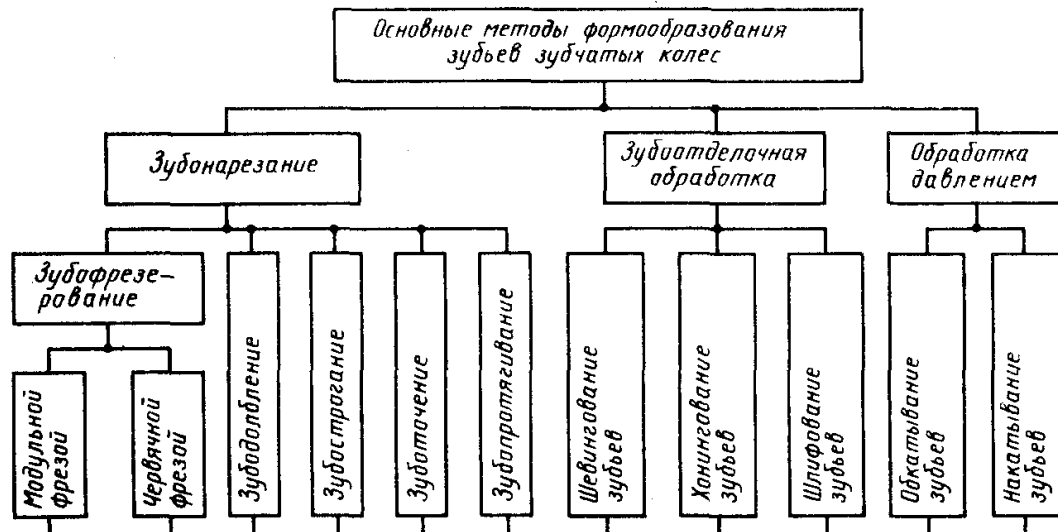 Основные методы формообразования
зубьев зубчатых колес
Зубонарезание
Зубоотделочная
обработка
Обработка
давлением
Зубофрезе-
рование
Модульной
фрезой
Червячной
фрезой
Зубодолбление
Зубострогание
Зуботочение
Зубопротягивание
Шевингование
зубьев
Хонингование
зубьев
Шлифование
зубьев
Обкатывание
зубьев
Накатывание
зубьев